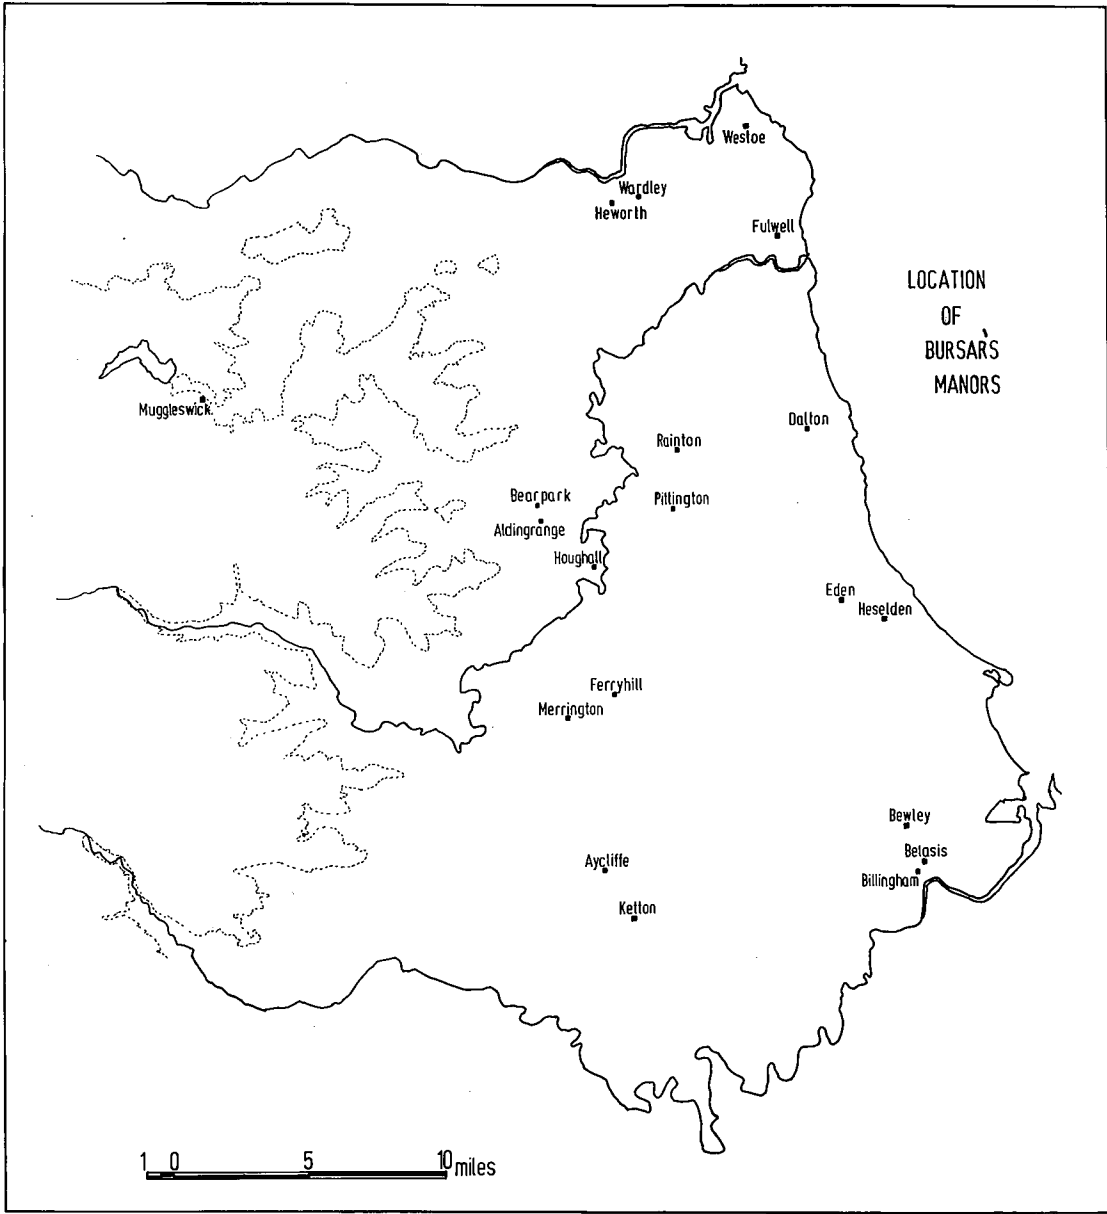 Westoe
Wardley
Heworth
Fulwell
LOCATION
OF
BURSAR'S
MANORS
Muggleswick
Dalton
Rainton
Bearpark
Pittington
Aldingrange
Houghall
Eden
Heselden
Ferryhill
Merrington
Bewley
Belasis
Aycliffe
Billingham
Ketton
1 0 5 10 miles